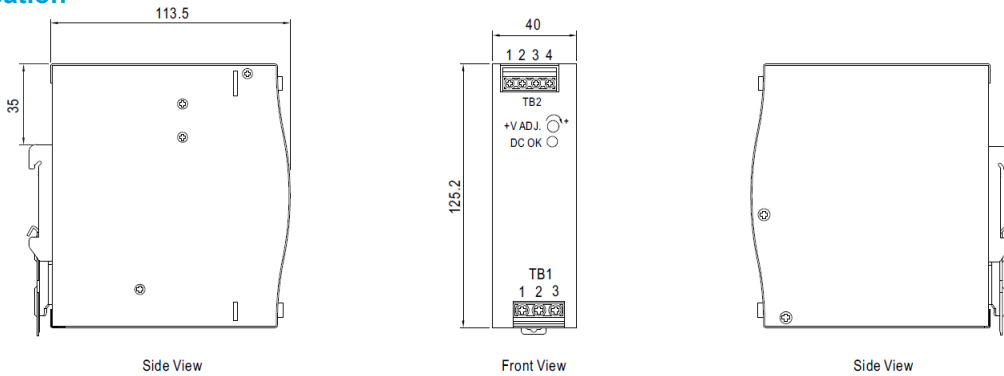 113.5
35
Side View
40
1 2 3 4
TB2
+V ADJ.
+
DC OK
125.2
TB1
1 2 3
Front View
Side View